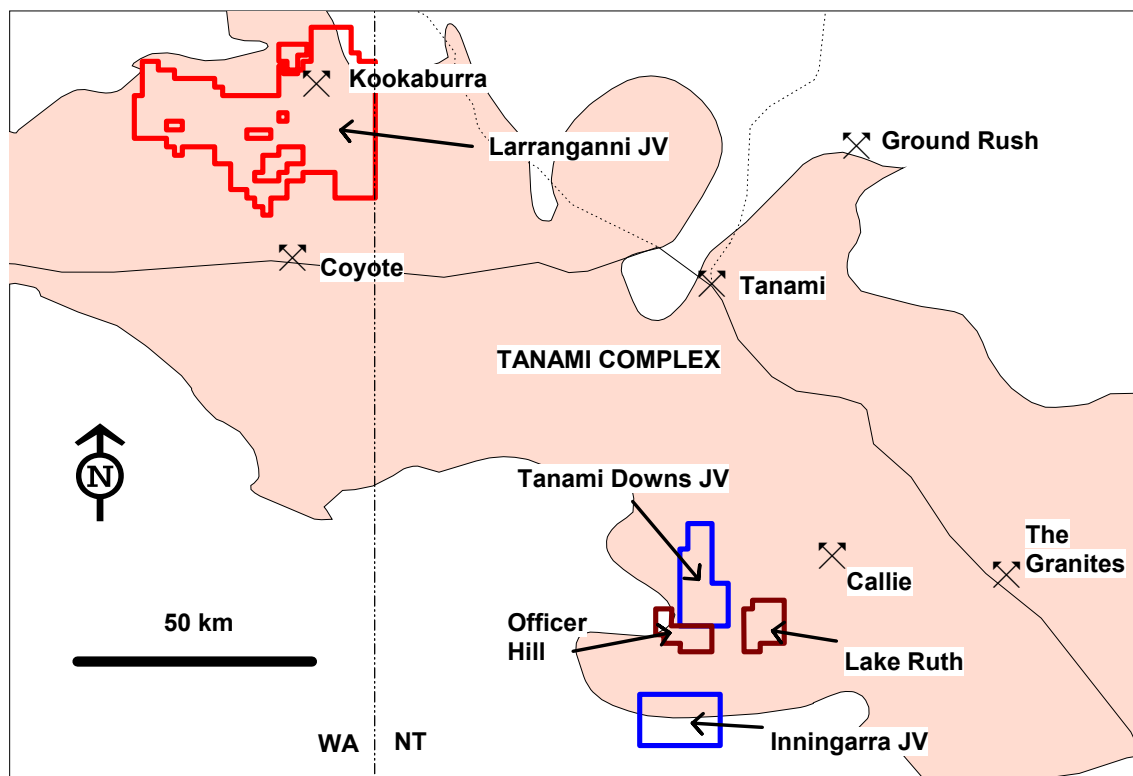 Kookaburra
Larranganni JV
Ground Rush
Coyote
Tanami
TANAMI COMPLEX
N
Tanami Downs JV
The
Granites
Callie
50 km
Officer
Hill
Lake Ruth
WA
NT
Inningarra JV